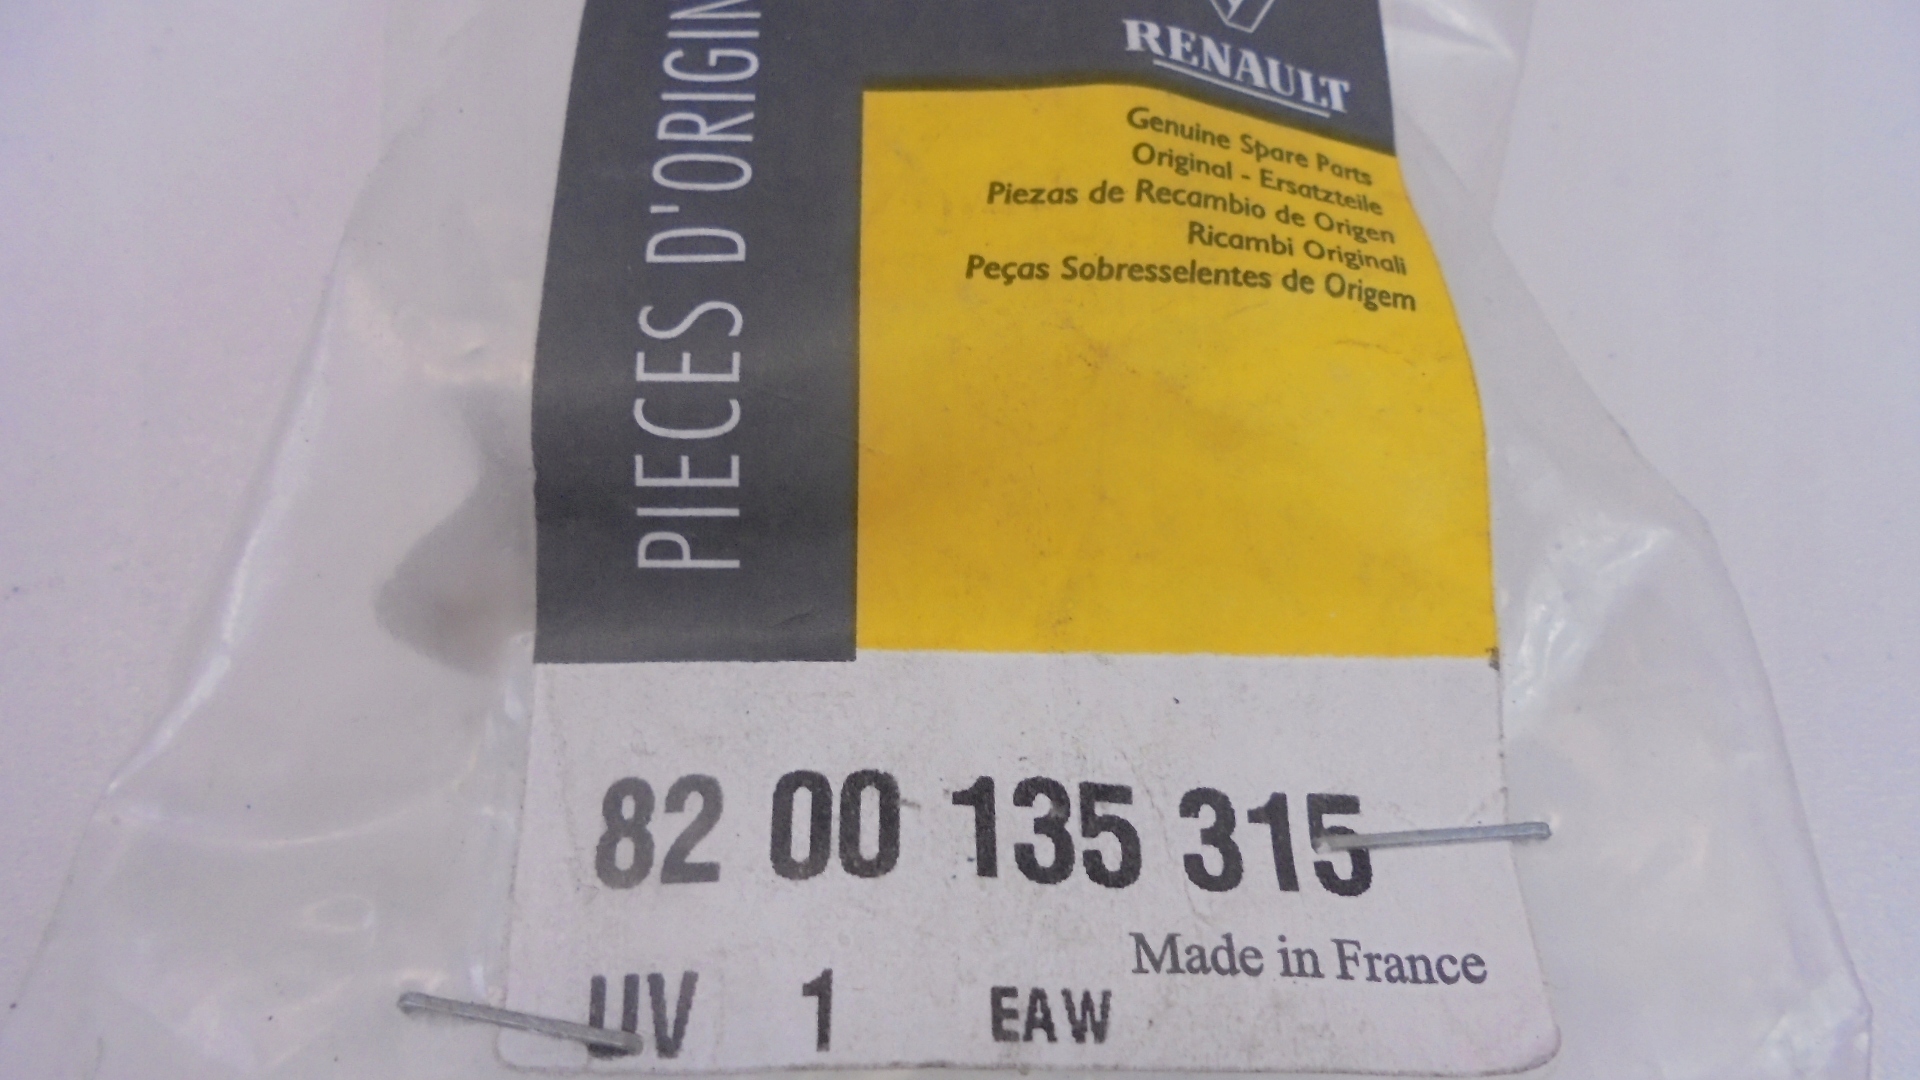 RENAULT
PIECES D'ORIGIN
Genuine Spare Parts
Original - Ersatzteile
Piezas de Recambio de Origen
Ricambi Originali
Peças Sobresselentes de Origem
82 00 135 315
Made in France
UV 1 EAW